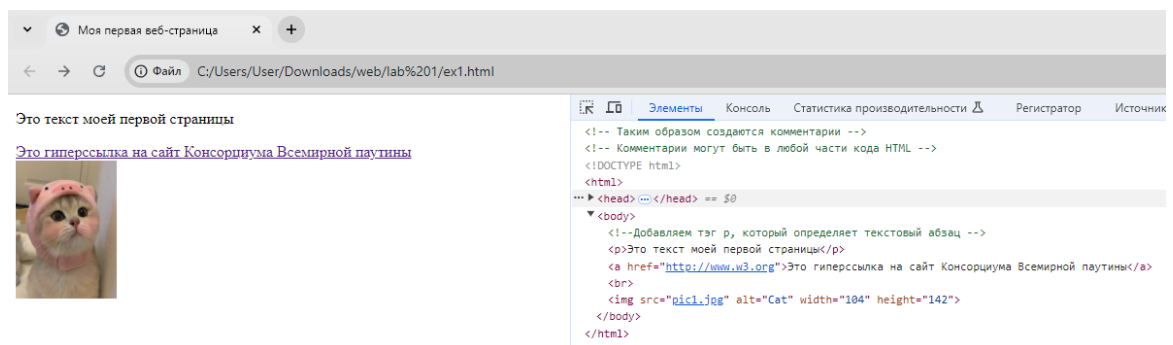 Моя первая веб-страница
Файл C:/Users/User/Downloads/web/lab%201/ex1.html
Это текст моей первой страницы
Это гиперссылка на сайт Консорциума Всемирной паутины
Элементы Консоль Статистика производительности Регистратор Источник
<!-- Таким образом создаются комментарии -->
<!-- Комментарии могут быть в любой части кода HTML -->
<!DOCTYPE html>
<html>
<head> … </head> == $0
<body>
<!--Добавляем тэг p, который определяет текстовый абзац -->
<p>Это текст моей первой страницы</p>
<a href="http://www.w3.org">Это гиперссылка на сайт Консорциума Всемирной паутины</a>
<br>
<img src="pic1.jpg" alt="Cat" width="104" height="142">
</body>
</html>